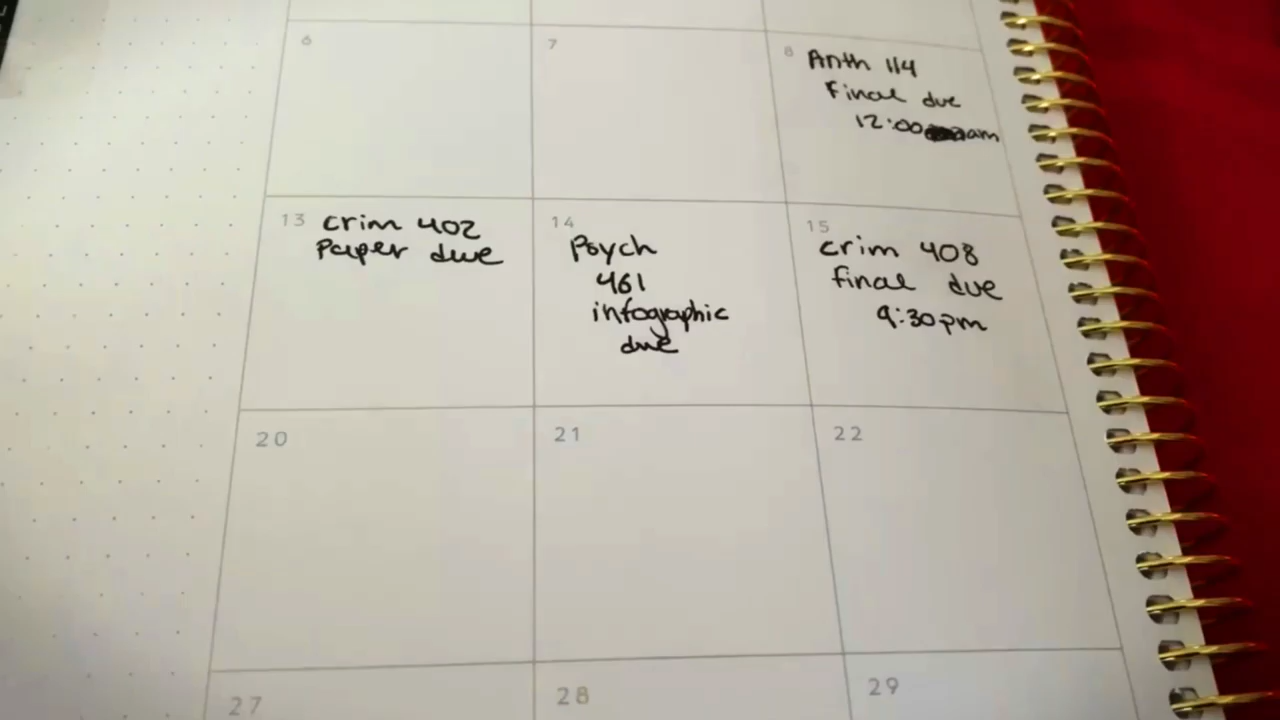 6
7
8
Anth 114
Final due
12:00 am
13
crim 402
Paper due
14
Psych
461
infographic
due
15
crim 408
final due
9:30pm
20
21
22
27
28
29